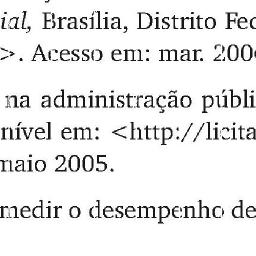 ial, Brasília, Distrito Fed
>. Acesso em: mar. 200
na administração públi
nível em: <http://licita
maio 2005.
medir o desempenho de